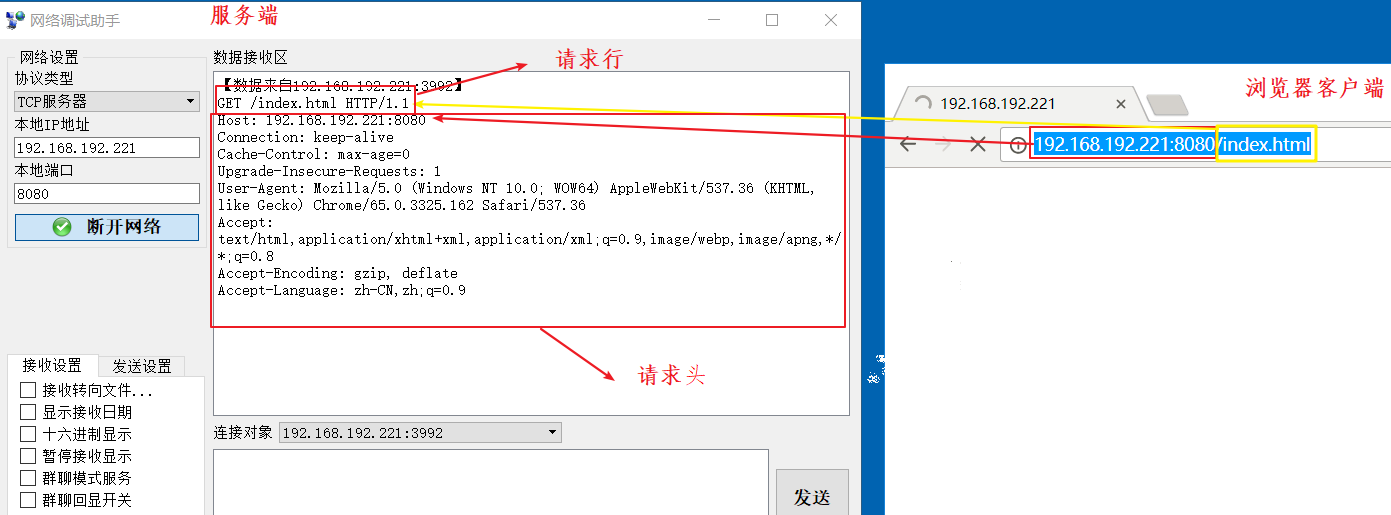 网络调试助手
服务端
网络设置
协议类型
TCP服务器
本地IP地址
192.168.192.221
本地端口
8080
断开网络
数据接收区
请求行
【数据来自192.168.192.221:3992】
GET /index.html HTTP/1.1
Host: 192.168.192.221:8080
Connection: keep-alive
Cache-Control: max-age=0
Upgrade-Insecure-Requests: 1
User-Agent: Mozilla/5.0 (Windows NT 10.0; WOW64) AppleWebKit/537.36 (KHTML,
like Gecko) Chrome/65.0.3325.162 Safari/537.36
Accept:
text/html,application/xhtml+xml,application/xml;q=0.9,image/webp,image/apng,*/
*;q=0.8
Accept-Encoding: gzip, deflate
Accept-Language: zh-CN,zh;q=0.9
请求头
接收设置 发送设置
接收转向文件...
显示接收日期
十六进制显示
暂停接收显示
群聊模式服务
群聊回显开关
连接对象 192.168.192.221:3992
发送
浏览器客户端
192.168.192.221
192.168.192.221:8080/index.html